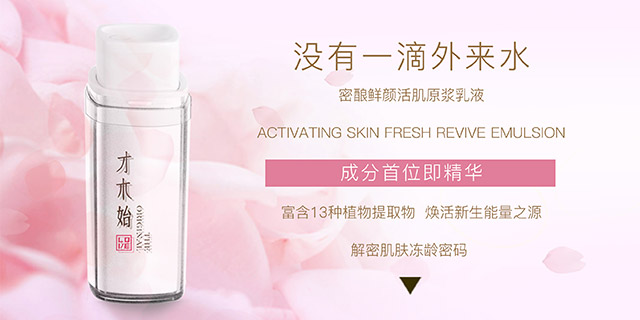 没有一滴外来水
密酿鲜颜活肌原浆乳液
ACTIVATING SKIN FRESH REVIVE EMULSION
成分首位即精华
富含13种植物提取物 焕活新生能量之源
解密肌肤冻龄密码
才木始
THE
ORIGINAL
LOVE